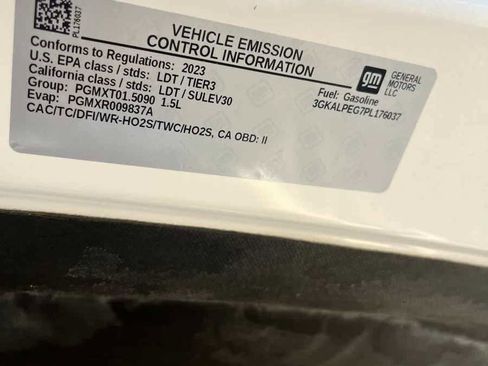 PL176037
VEHICLE EMISSION
CONTROL INFORMATION
Conforms to Regulations: 2023
U.S. EPA class / stds: LDT / TIER3
California class / stds: LDT / SULEV30
Group: PGMXT01.5090 1.5L
Evap: PGMXR009837A
CAC/TC/DFI/WR-HO2S/TWC/HO2S, CA OBD: II
gm
GENERAL
MOTORS
LLC
Fuel: Gasoline
3GKALPEG7PL176037